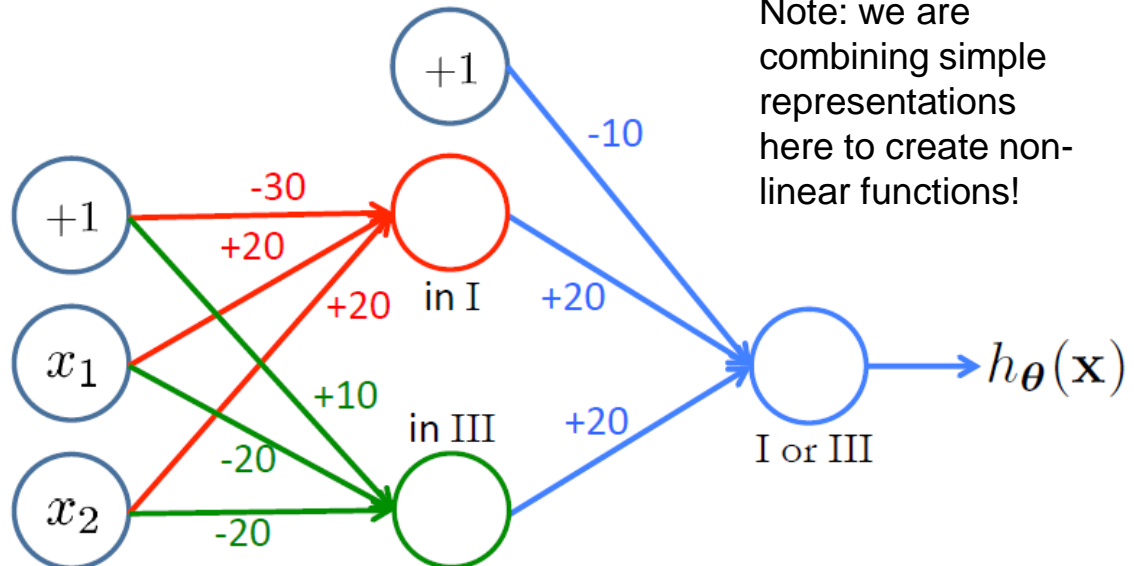 Note: we are
combining simple
representations
here to create non-
linear functions!
+1
-10
-30
+1
+20
+20
in I
+20
x₁
+10
hθ(x)
in III
+20
I or III
-20
x₂
-20